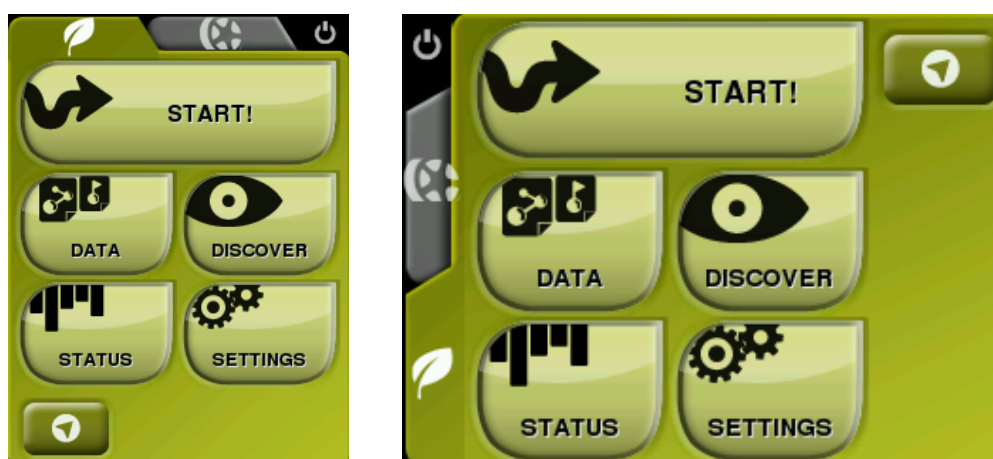 START!
DATA
DISCOVER
STATUS
SETTINGS
START!
DATA
DISCOVER
STATUS
SETTINGS